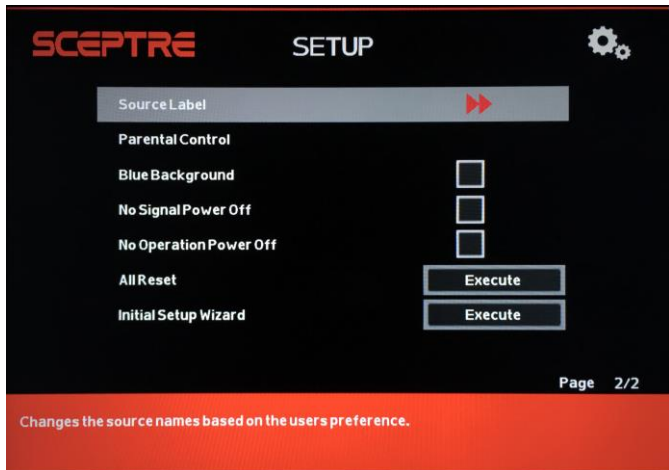 SCEPTRE SETUP
Source Label
Parental Control
Blue Background
No Signal Power Off
No Operation Power Off
All Reset Execute
Initial Setup Wizard Execute
Page 2/2
Changes the source names based on the users preference.